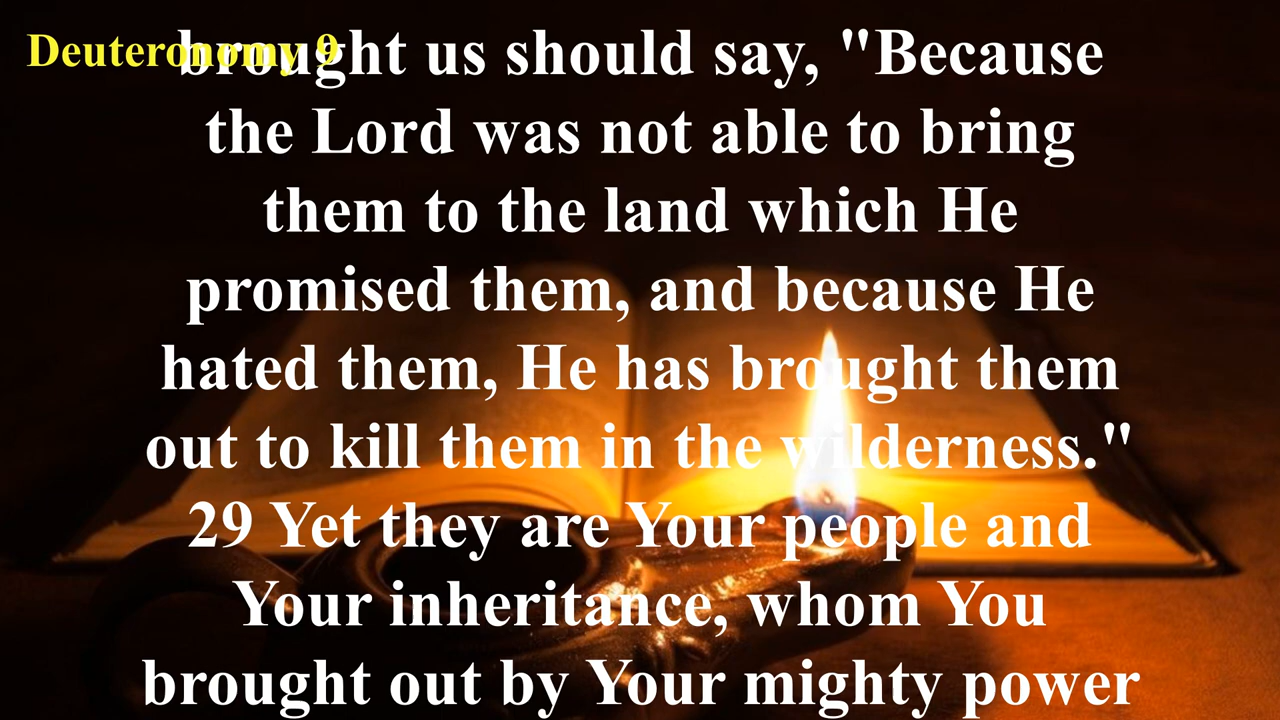 Deuteronomy 9
brought us should say, "Because
the Lord was not able to bring
them to the land which He
promised them, and because He
hated them, He has brought them
out to kill them in the wilderness."
29 Yet they are Your people and
Your inheritance, whom You
brought out by Your mighty power